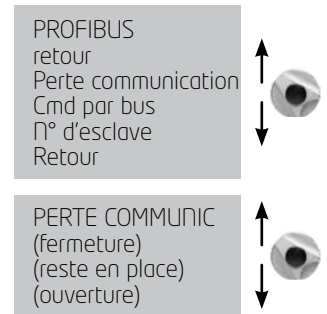 PROFIBUS
retour
Perte communication
Cmd par bus
N° d'esclave
Retour
PERTE COMMUNIC
(fermeture)
(reste en place)
(ouverture)